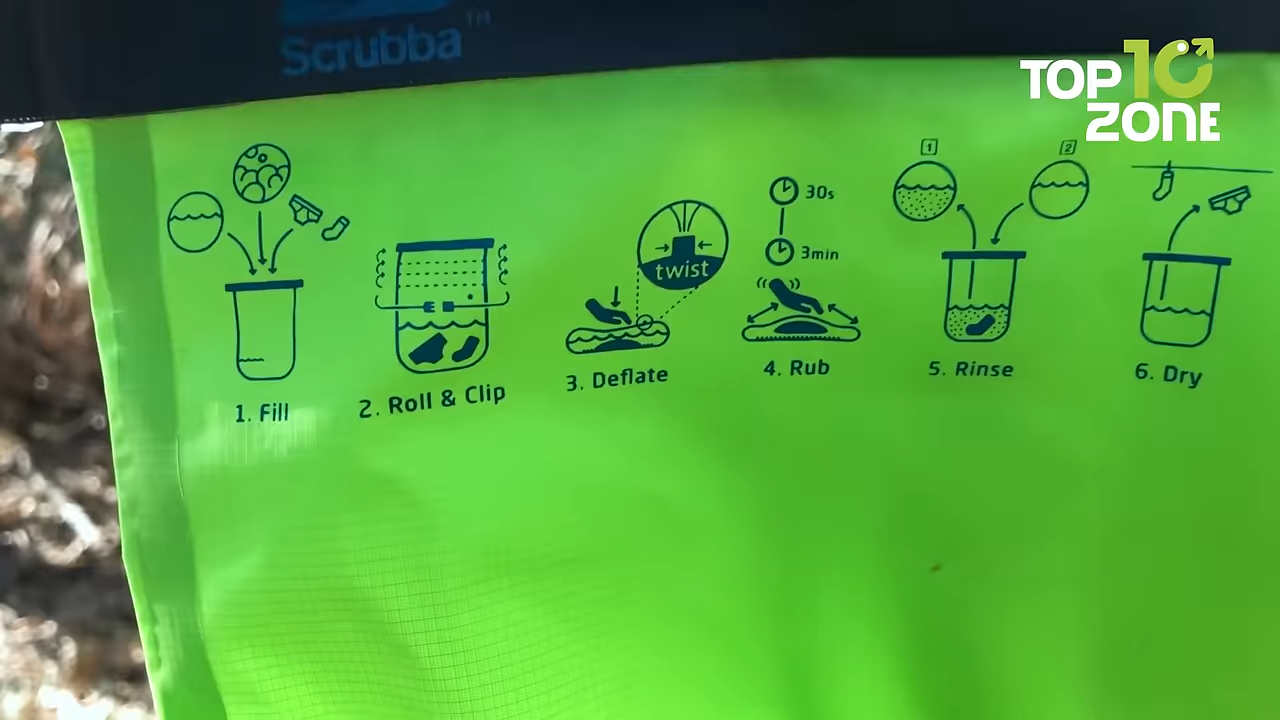 Scrubba™
TOP 10
ZONE
1
2
30s
3min
twist
1. Fill
2. Roll & Clip
3. Deflate
4. Rub
5. Rinse
6. Dry